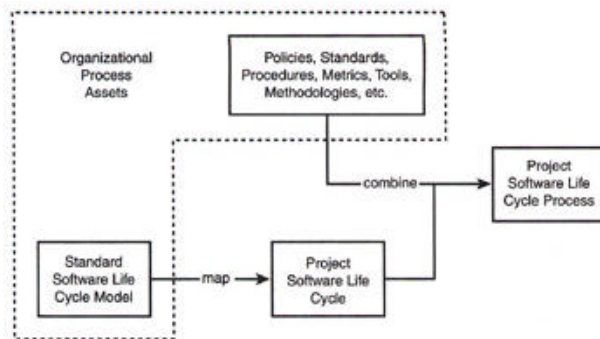 Organizational
Process
Assets
Policies, Standards,
Procedures, Metrics, Tools,
Methodologies, etc.
combine
Project
Software Life
Cycle Process
Standard
Software Life
Cycle Model
map
Project
Software Life
Cycle